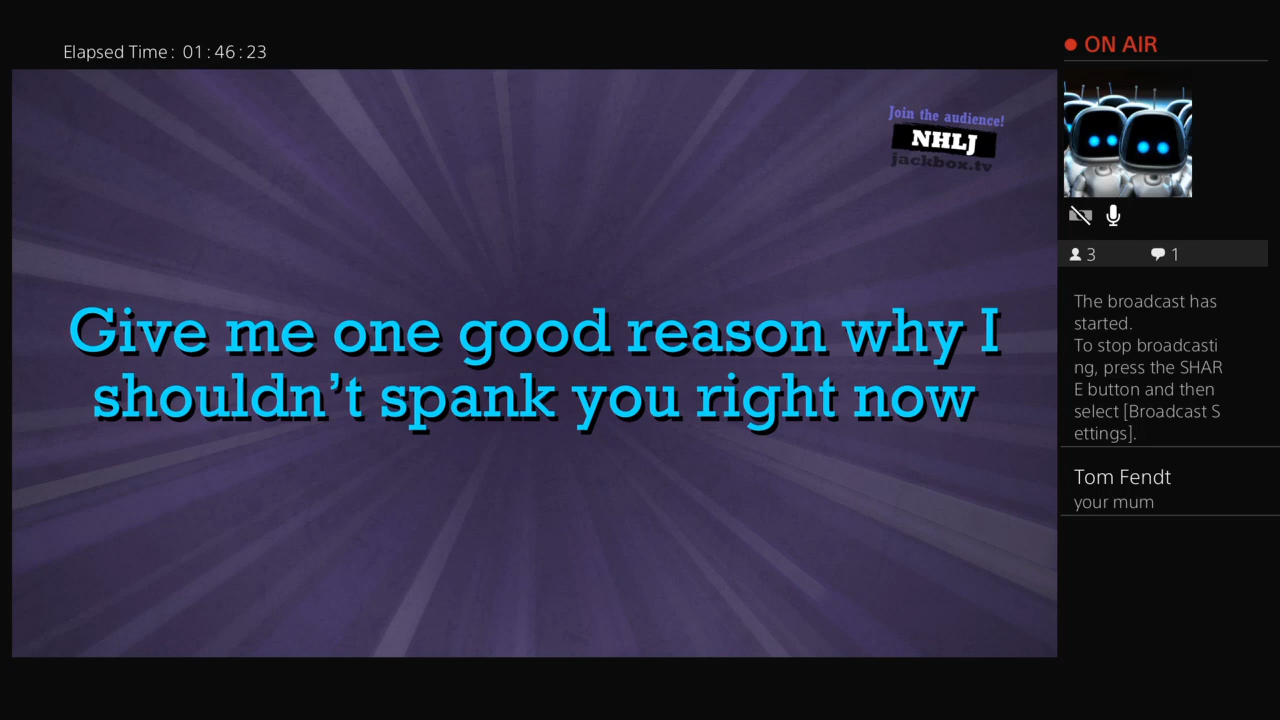 Elapsed Time: 01:46:23
ON AIR
Join the audience!
NHLJ
jackbox.tv
Give me one good reason why I
shouldn't spank you right now
3 1
The broadcast has
started.
To stop broadcasti
ng, press the SHAR
E button and then
select [Broadcast S
ettings].
Tom Fendt
your mum